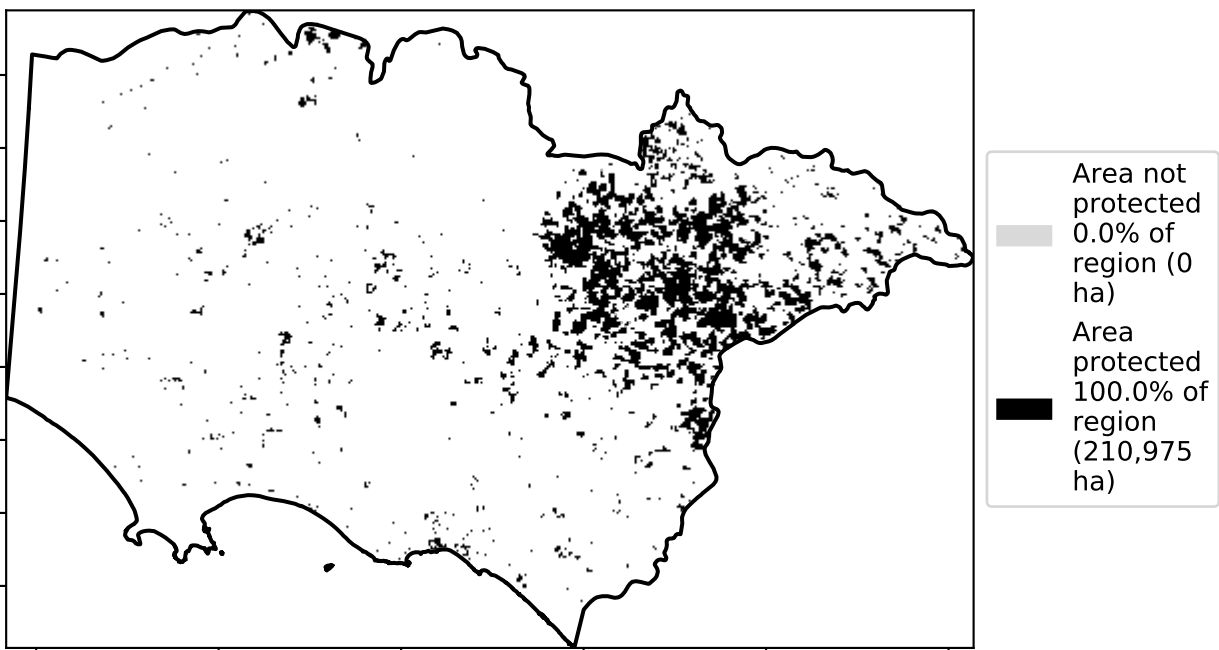 Area not
protected
0.0% of
region (0
ha)
Area
protected
100.0% of
region
(210,975
ha)